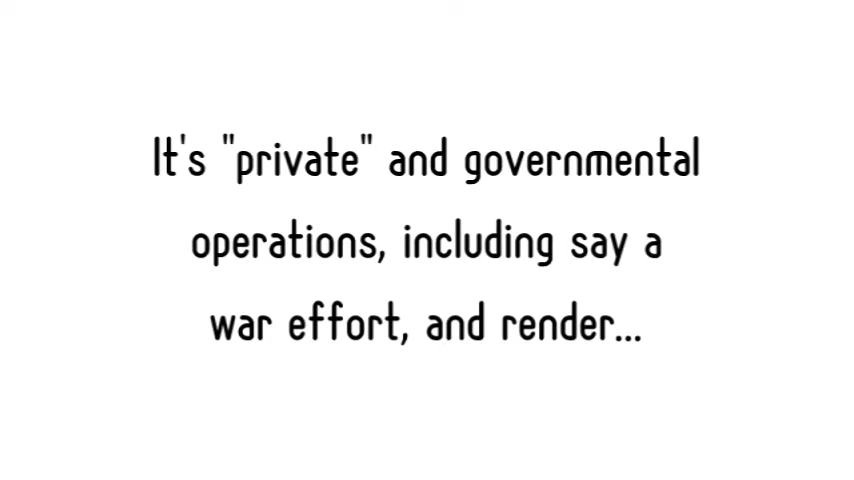 It's "private" and governmental
operations, including say a
war effort, and render...